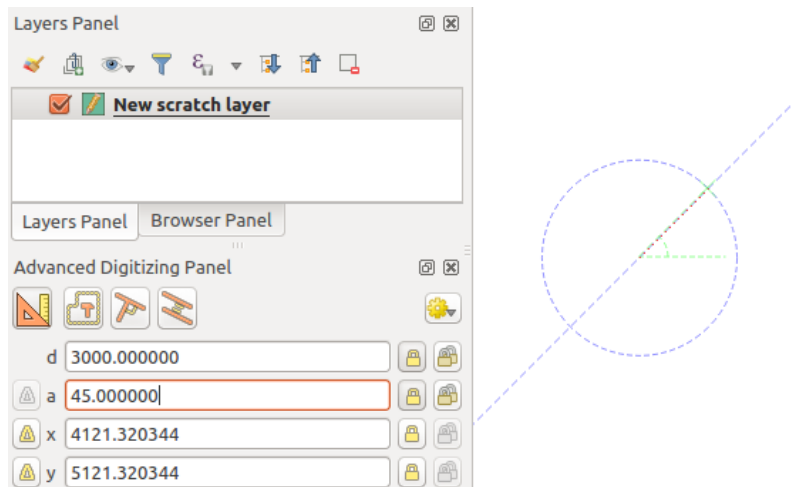 Layers Panel
New scratch layer
Layers Panel
Browser Panel
Advanced Digitizing Panel
d 3000.000000
a 45.000000
x 4121.320344
y 5121.320344